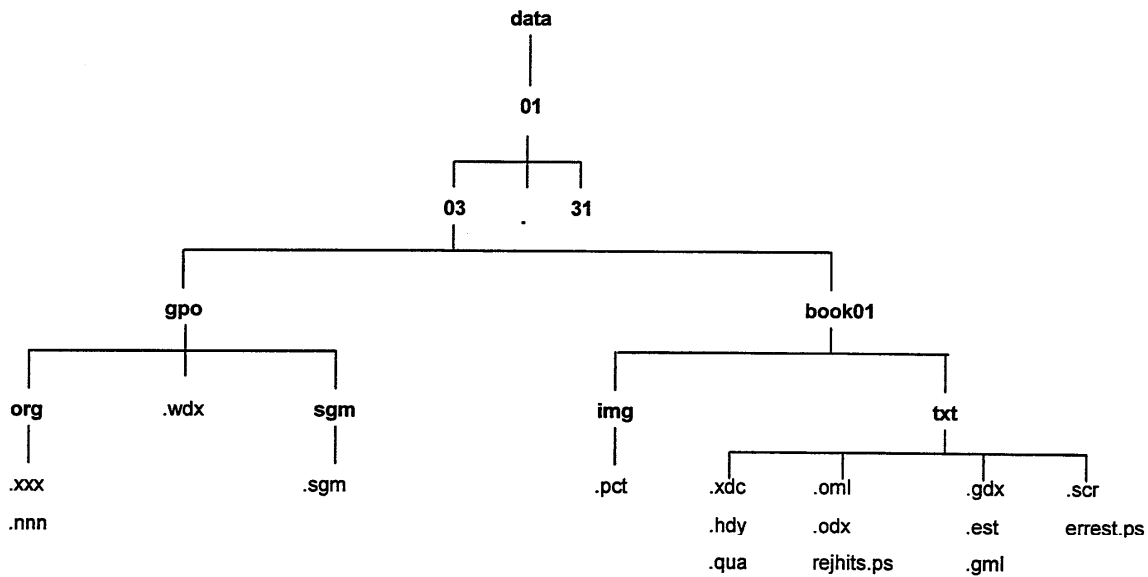 data
01
03 . 31
gpo book01
org .wdx sgm img txt
.xxx .sgm .pct .xdc .oml .gdx .scr
.nnn .hdy .odx .est errest.ps
.qua rejhits.ps .gml